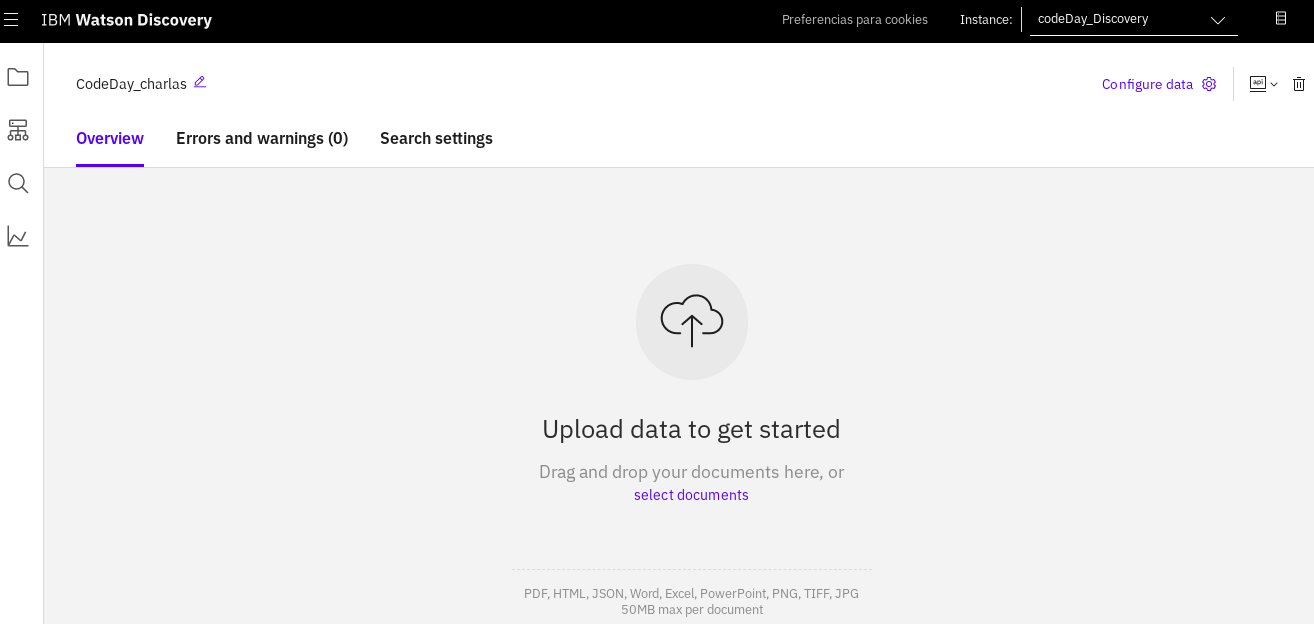 IBM Watson Discovery
Preferencias para cookies
Instance:
codeDay_Discovery
CodeDay_charlas
Configure data
api
Overview
Errors and warnings (0)
Search settings
Upload data to get started
Drag and drop your documents here, or
select documents
PDF, HTML, JSON, Word, Excel, PowerPoint, PNG, TIFF, JPG
50MB max per document